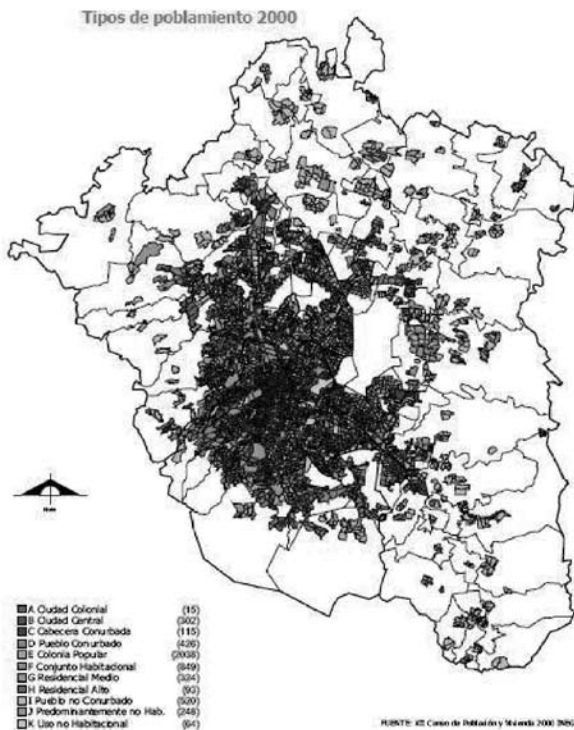 Tipos de poblamiento 2000
A Ciudad Colonial (15)
B Ciudad Central (302)
C Cabecera Conurbada (115)
D Pueblo Conurbado (426)
E Colonia Popular (2038)
F Conjunto Habitacional (849)
G Residencial Medio (324)
H Residencial Alto (93)
I Pueblo no Conurbado (520)
J Predominantemente no Hab. (248)
K Uso no Habitacional (64)
FUENTE: XII Censo de Población y Vivienda 2000 INEGI